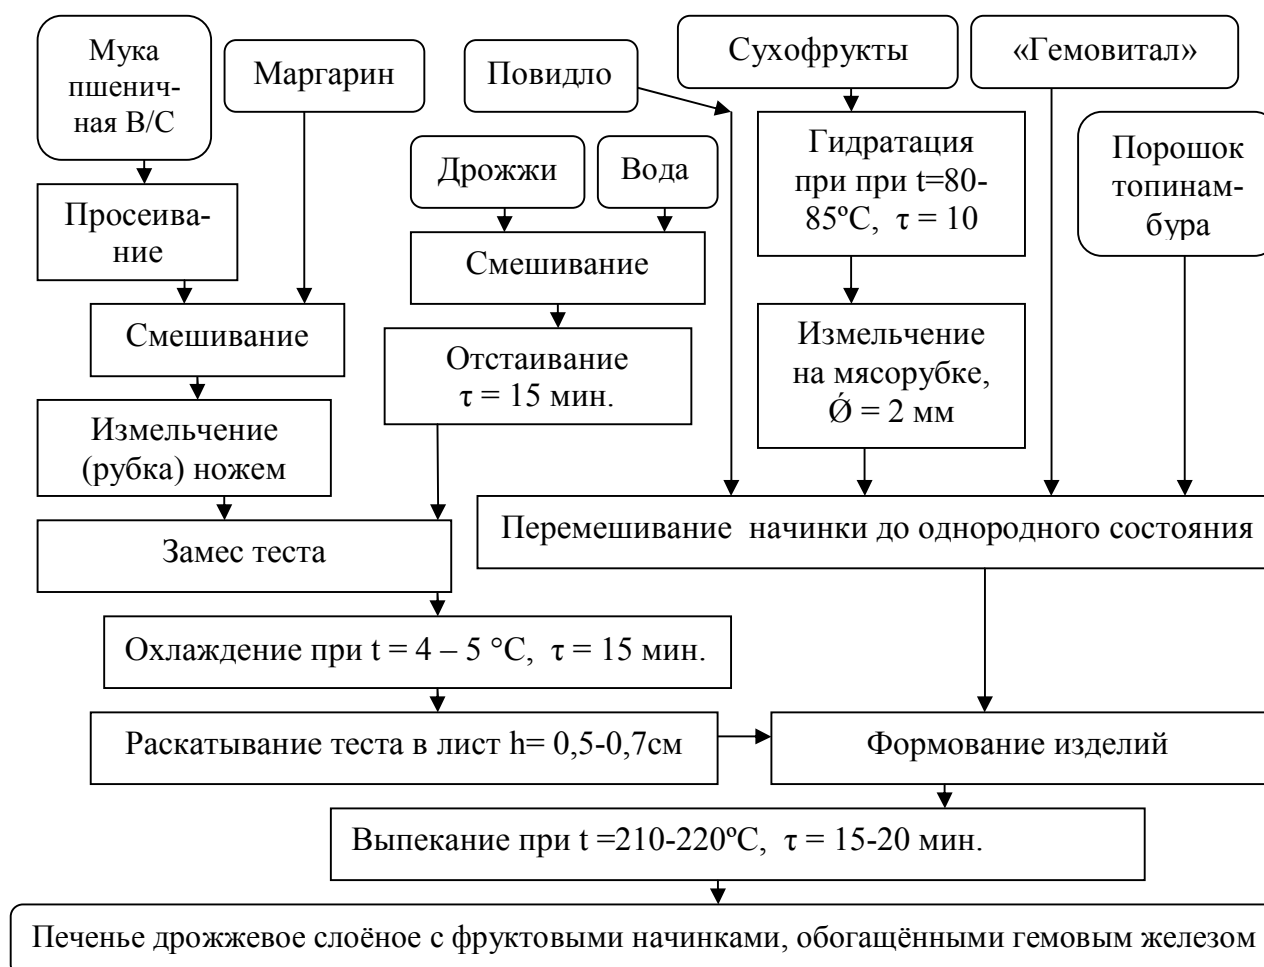 Мука
пшенич-
ная В/С
Маргарин
Повидло
Сухофрукты
«Гемовитал»
Дрожжи
Вода
Гидратация
при при t=80-
85ºС, τ = 10
Порошок
топинам-
бура
Просеива-
ние
Смешивание
Смешивание
Отстаивание
τ = 15 мин.
Измельчение
на мясорубке,
Ǿ = 2 мм
Измельчение
(рубка) ножем
Замес теста
Перемешивание начинки до однородного состояния
Охлаждение при t = 4 – 5 °С, τ = 15 мин.
Раскатывание теста в лист h= 0,5-0,7см
Формование изделий
Выпекание при t =210-220ºС, τ = 15-20 мин.
Печенье дрожжевое слоёное с фруктовыми начинками, обогащёнными гемовым железом